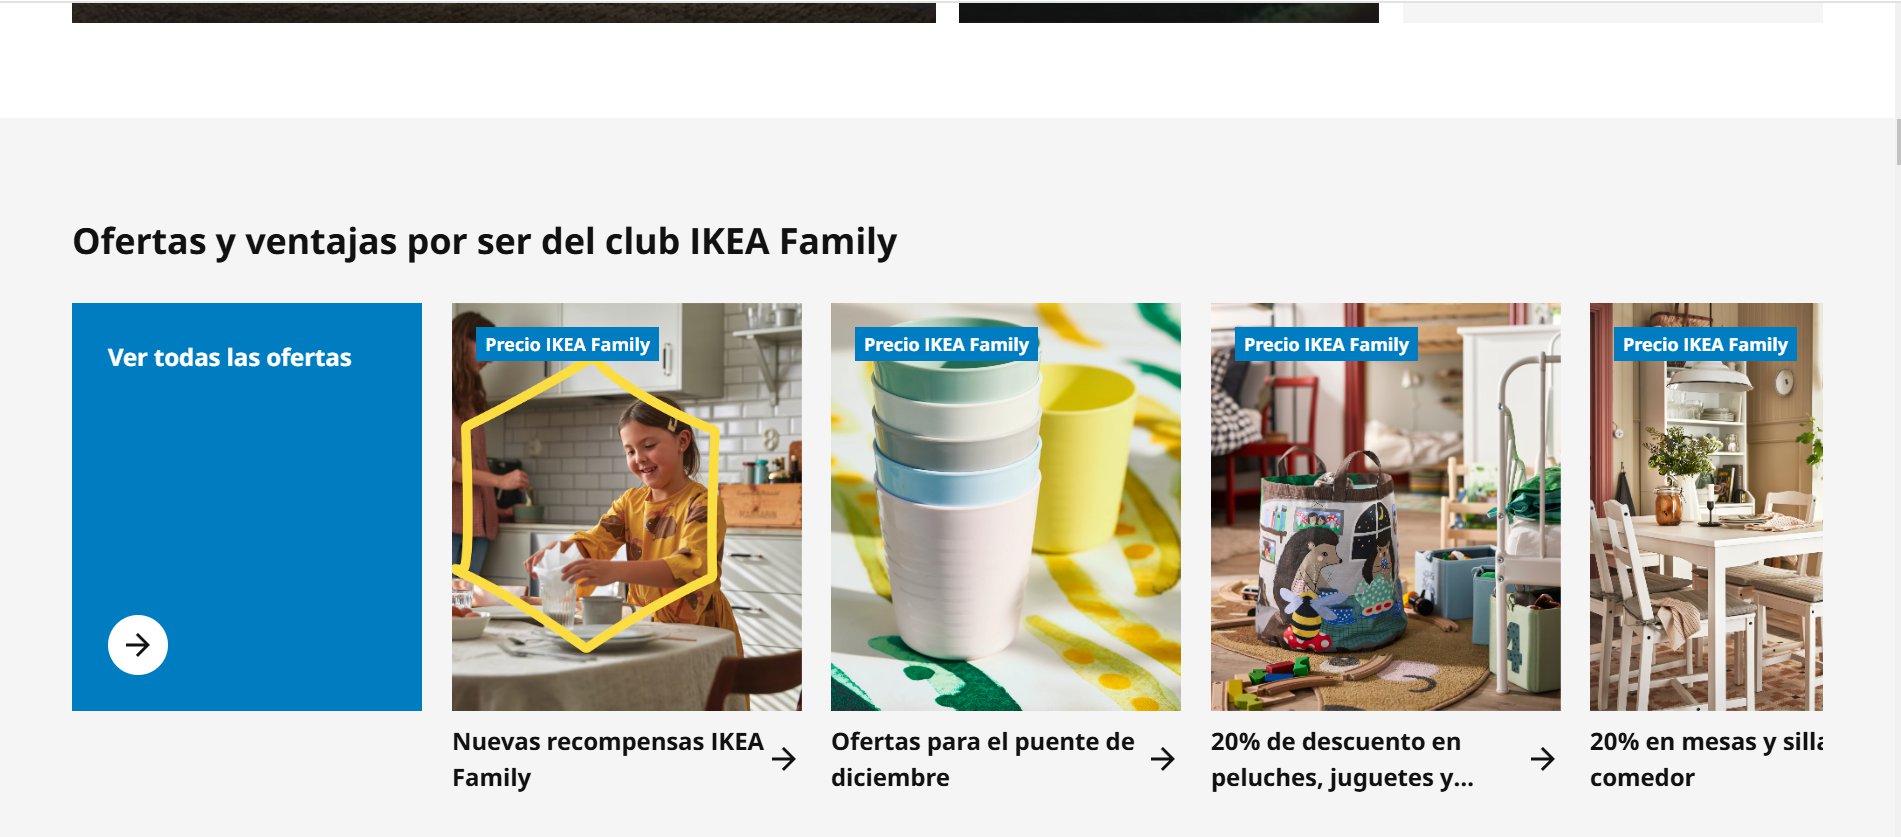 Ofertas y ventajas por ser del club IKEA Family
Ver todas las ofertas
Precio IKEA Family
Nuevas recompensas IKEA
Family
Precio IKEA Family
Ofertas para el puente de
diciembre
Precio IKEA Family
4
20% de descuento en
peluches, juguetes y...
Precio IKEA Family
20% en mesas y silla
comedor